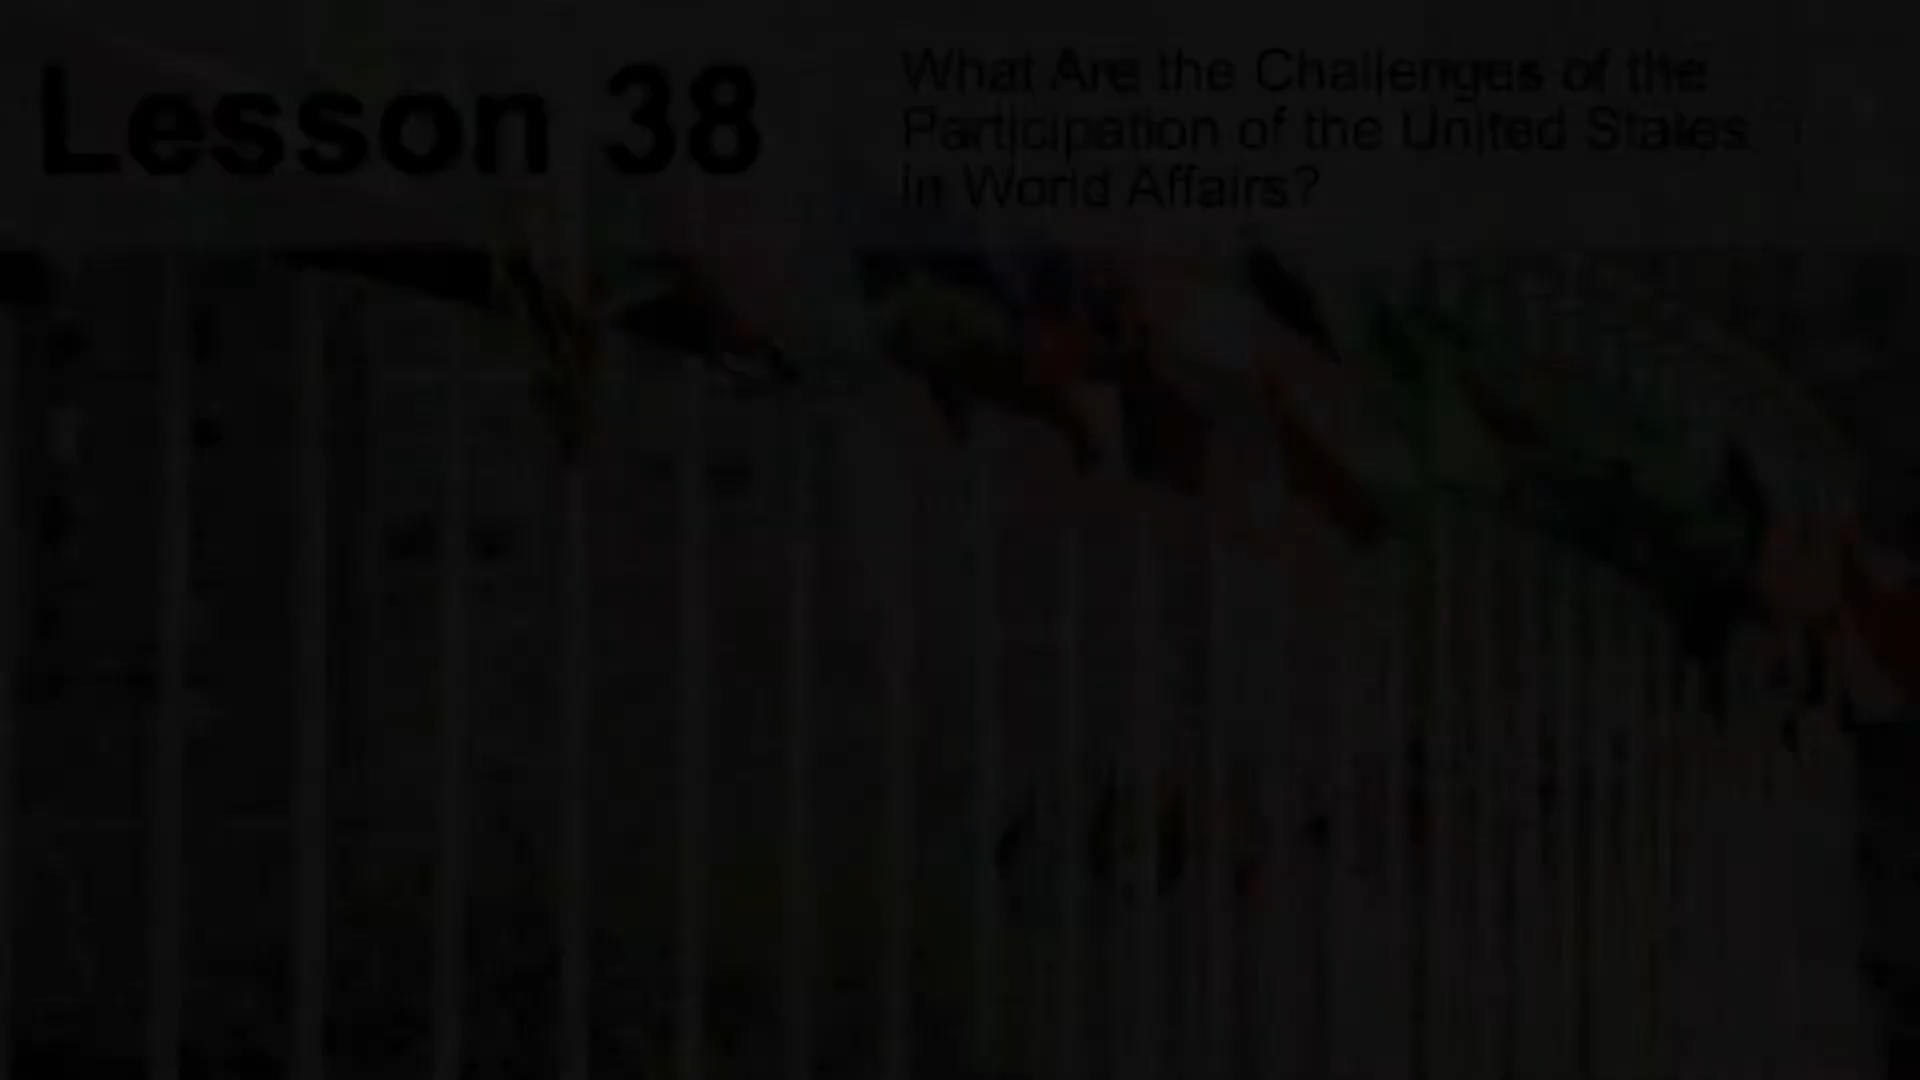 Lesson 38
What Are the Challenges of the
Participation of the United States
in World Affairs?